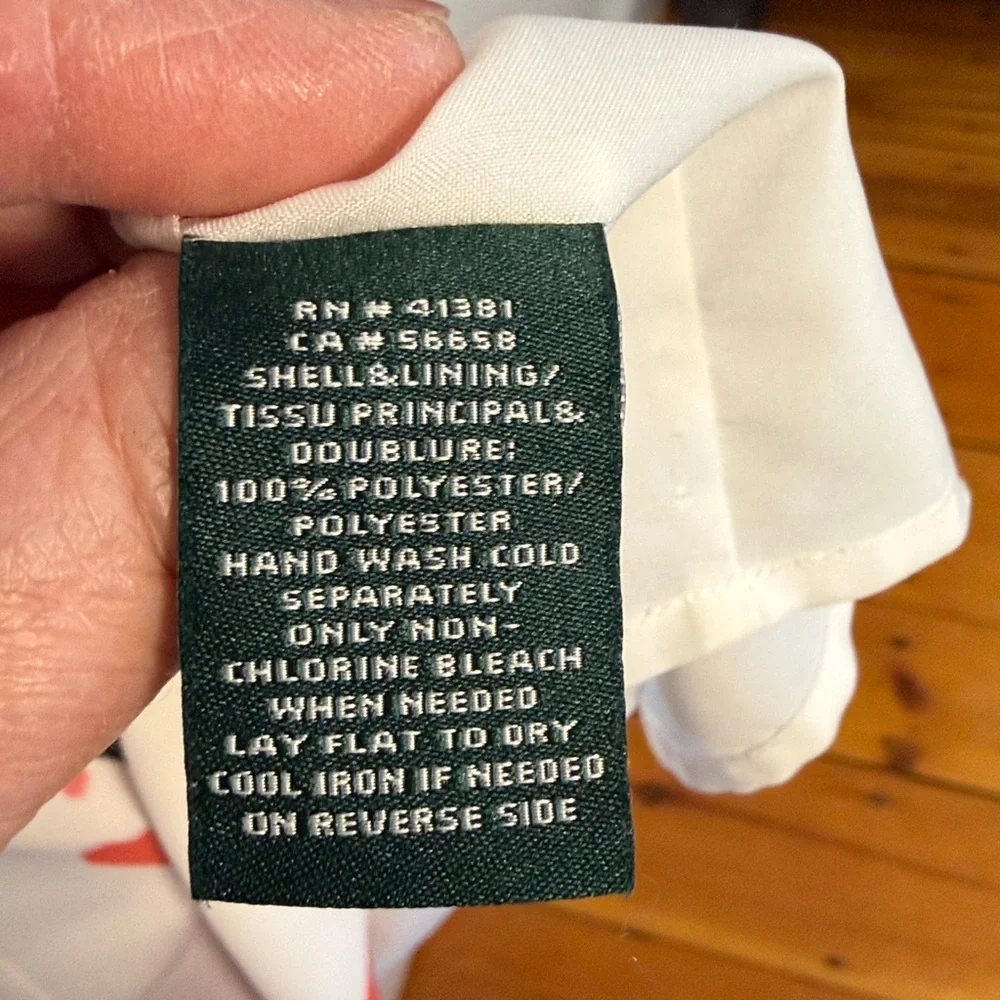 RN # 41381
CA # 56658
SHELL&LINING/
TISSU PRINCIPAL&
DOUBLURE:
100% POLYESTER/
POLYESTER
HAND WASH COLD
SEPARATELY
ONLY NON-
CHLORINE BLEACH
WHEN NEEDED
LAY FLAT TO DRY
COOL IRON IF NEEDED
ON REVERSE SIDE